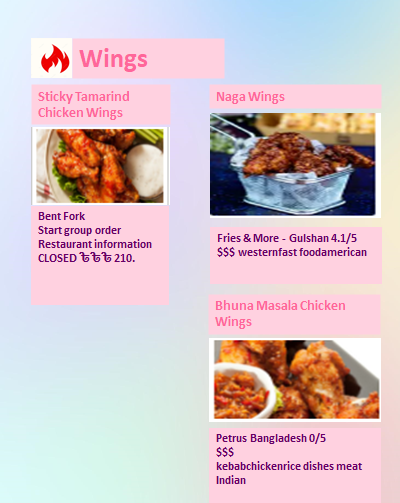 Wings
Sticky Tamarind
Chicken Wings
Bent Fork
Start group order
Restaurant information
CLOSED ৳৳৳ 210.
Naga Wings
Fries & More - Gulshan 4.1/5
$$$ westernfast foodamerican
Bhuna Masala Chicken
Wings
Petrus Bangladesh 0/5
$$$
kebabchickenrice dishes meat
Indian